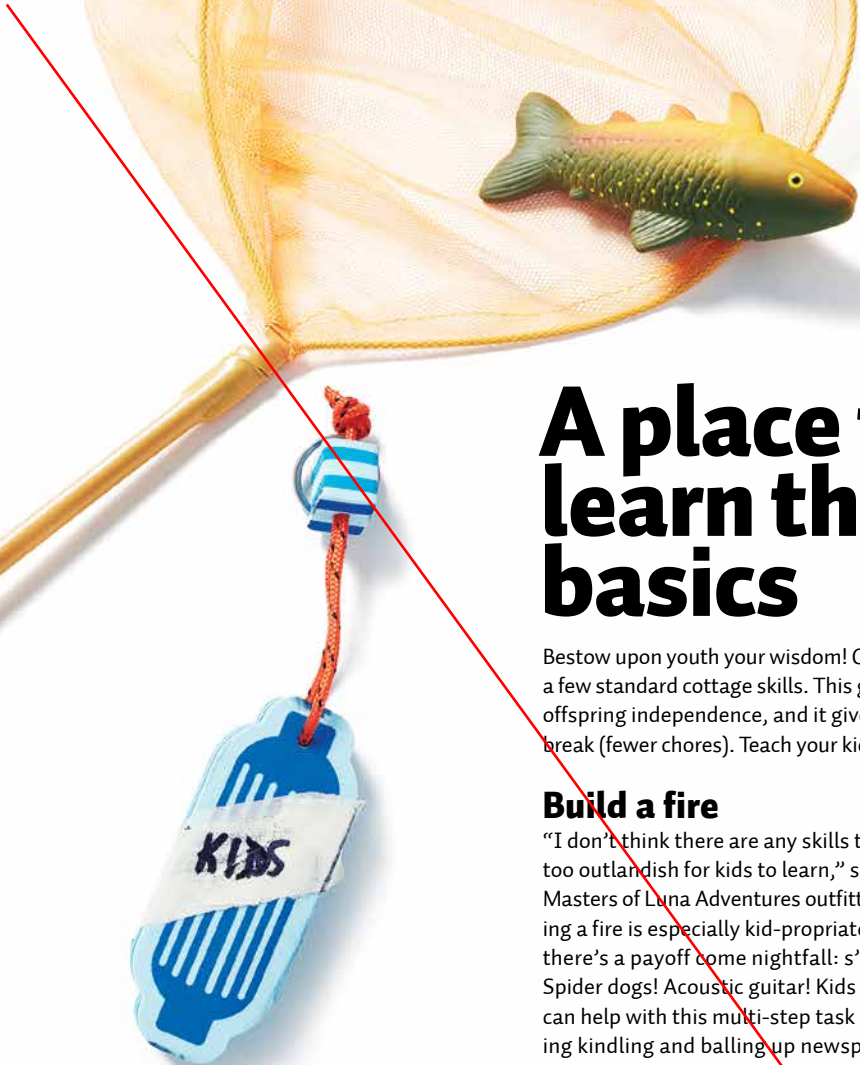 KIDS
A place
learn th
basics
Bestow upon youth your wisdom!
a few standard cottage skills. This
offspring independence, and it give
break (fewer chores). Teach your
Build a fire
“I don’t think there are any skills
too outlandish for kids to learn,”
Masters of Luna Adventures outfitt
ing a fire is especially kid-propriate
there’s a payoff come nightfall: s’
Spider dogs! Acoustic guitar! Kids
can help with this multi-step task
ing kindling and balling up newsp